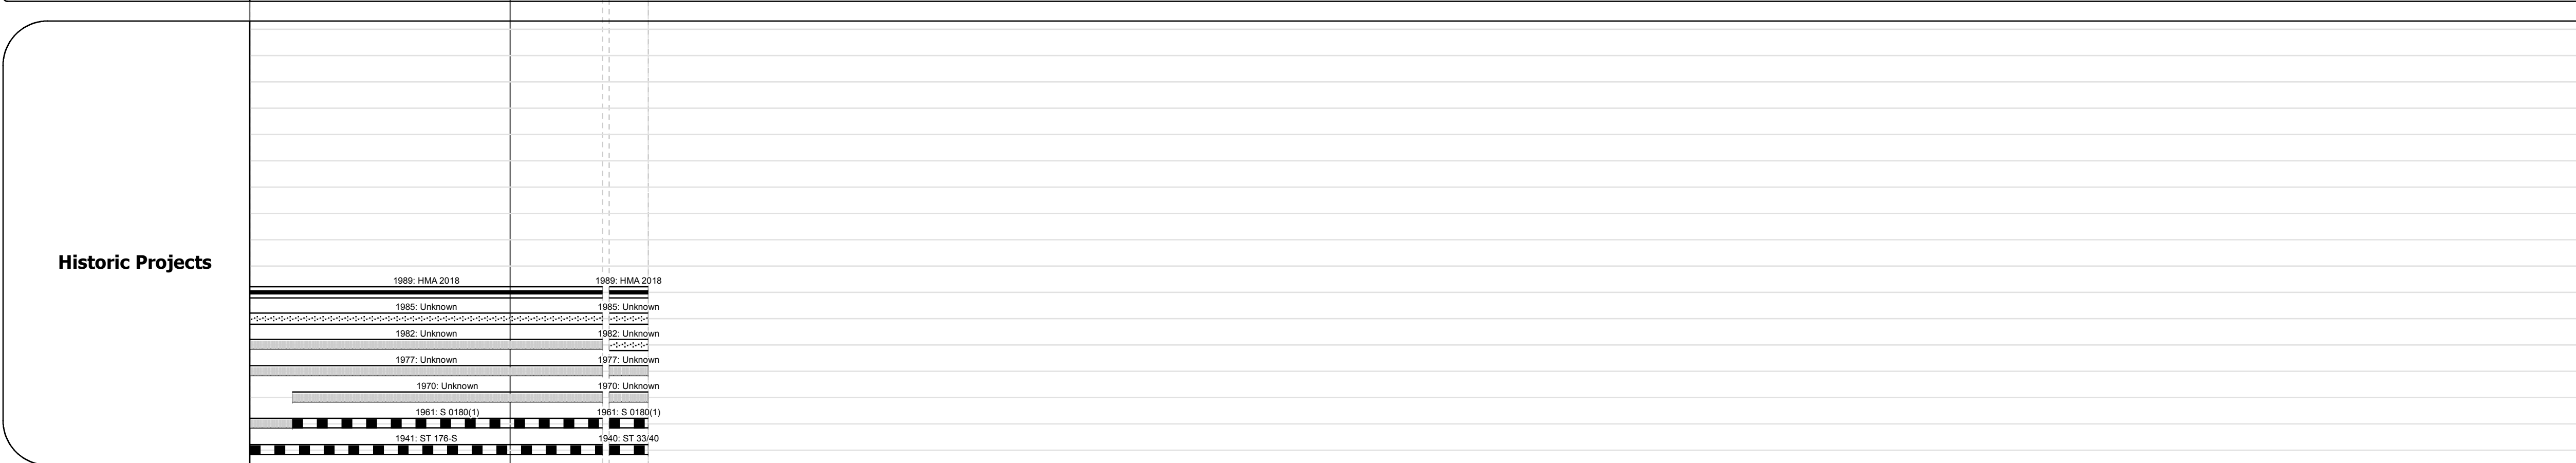 Historic Projects
1989: HMA 2018 1989: HMA 2018
1985: Unknown 1985: Unknown
1982: Unknown 1982: Unknown
1977: Unknown 1977: Unknown
1970: Unknown 1970: Unknown
1961: S 0180(1) 1961: S 0180(1)
1941: ST 176-S 1940: ST 33/40